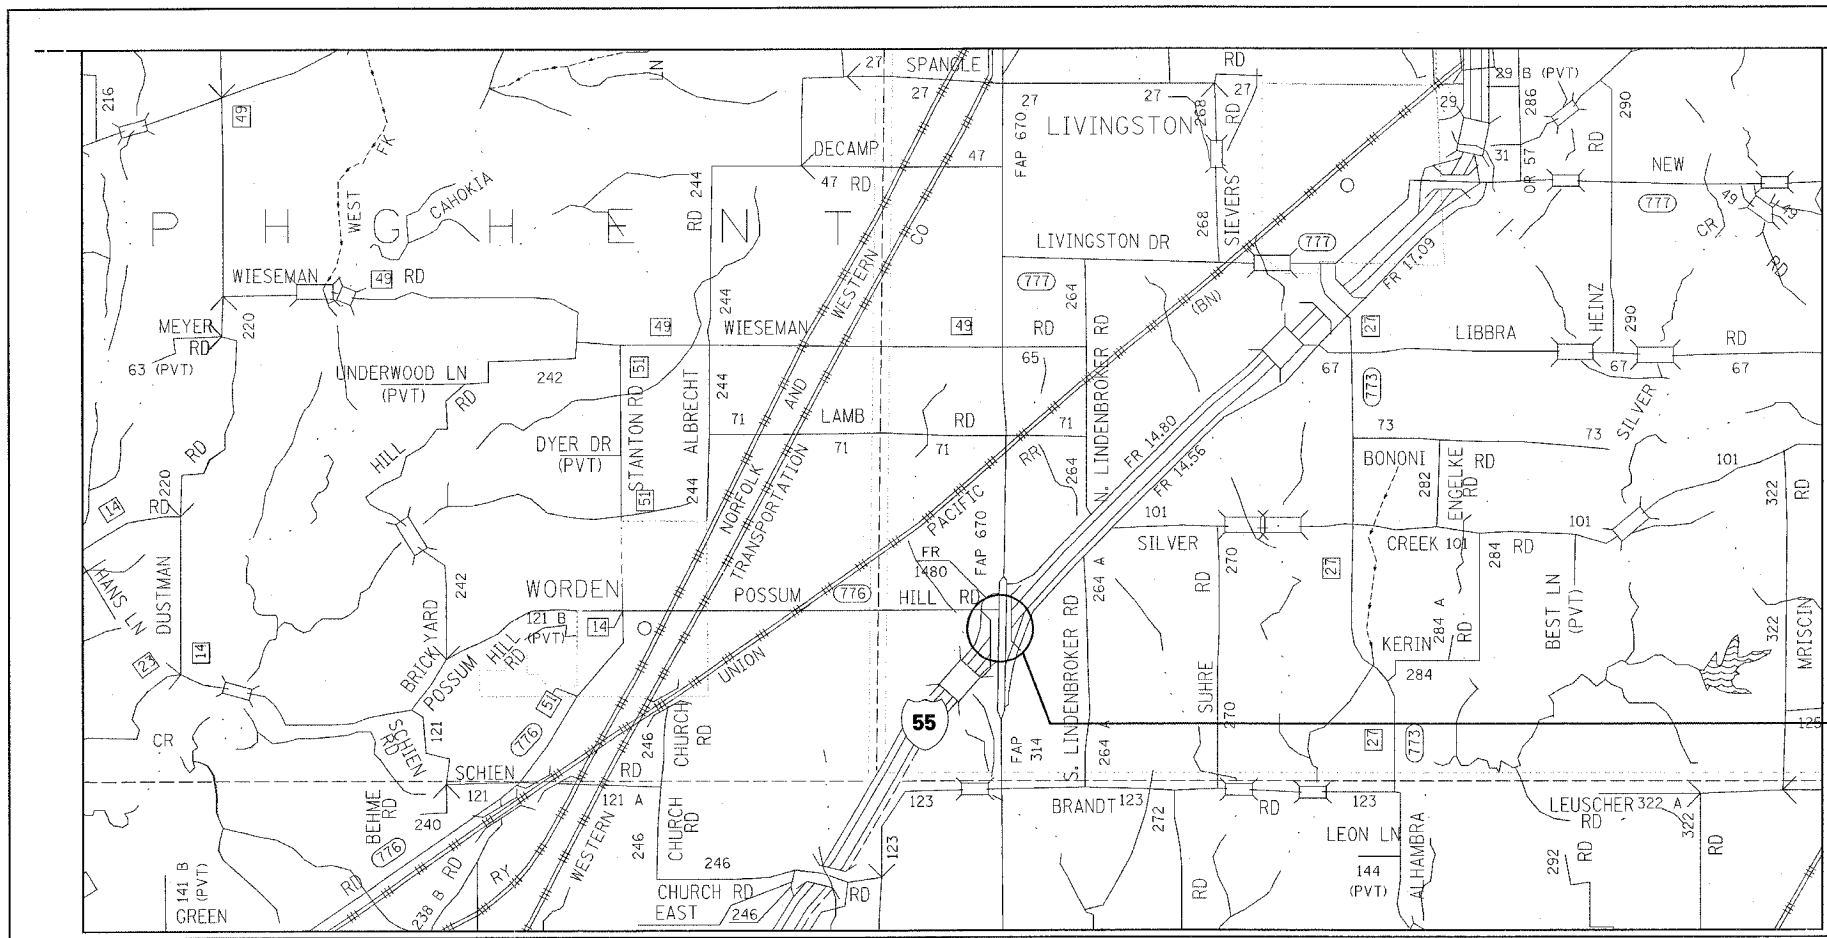 216
49
WEST
FK
CAHOKIA
LN
27
SPANGLE
27
27
DECAMP
47
47 RD
FAP 670
LIVINGSTON
RD
27
27
268
RD
SIEVERS
268
29 B (PVT)
29
286
290
31
OR 57
RD
NEW
777
49
CR
RD
P H G H E N T
RD 244
CO
WESTERN
LIVINGSTON DR
777
777
FR 17.09
WIESEMAN
49
RD
220
MEYER
RD
63 (PVT)
244
49
WIESEMAN
49
RD
65
264
(BN)
27
LIBBRA
HEINZ
290
RD
67
67
67
UNDERWOOD LN
(PVT)
242
51
STANTON RD
ALBRECHT
244
AND
71
LAMB
71
RD
71
71
N. LINDENBROKER RD
773
73
73
SILVER
RD
HILL
RD
DYER DR
(PVT)
51
244
NORFOLK
TRANSPORTATION
RR
264
FR 14.80
FR 14.56
BONONI
282
ENGELKE
RD
RD
101
322
RD
220
14
RD
PACIFIC
FAP 670
101
SILVER
CREEK
101
101
RD
284
HANS LN
DUSTMAN
242
WORDEN
FR
1480
POSSUM
776
HILL
RD
264 A
RD
270
27
BEST LN
(PVT)
BRICKYARD
121 B
(PVT)
14
14
23
POSSUM
HILL
RD
51
UNION
S. LINDENBROKER RD
SUHRE
270
KERIN
284
284 A
RD
322
MRISCIN
125
CR
SCHIEN
RD
121
776
246
CHURCH
RD
55
FAP
314
264 A
27
773
SCHIEN
121
RD
121 A
BEHME
RD
240
776
RD
238 B
RD
RY
WESTERN
246
CHURCH
RD
246
CHURCH RD
EAST
246
RD
123
123
BRANDT
123
272
RD
RD
123
LEON LN
144
(PVT)
ALHAMBRA
LEUSCHER
RD
322 A
322
292
RD
RD
141 B
(PVT)
GREEN